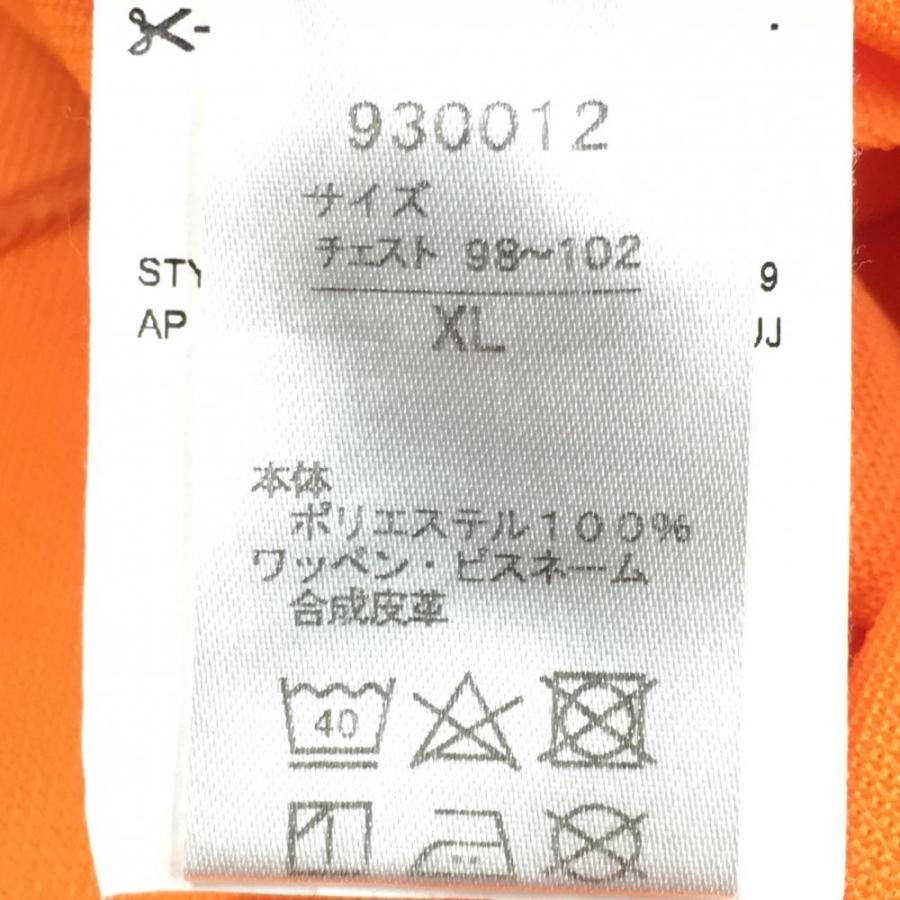 930012
サイズ
チェスト 98~102
XL
STY
9
AP
本体
ポリエステル100%
ワッペン・ピスネーム
合成皮革
40